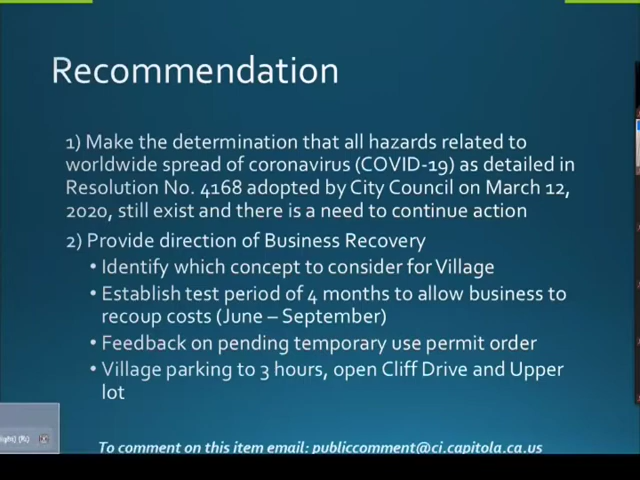 Recommendation
1) Make the determination that all hazards related to
worldwide spread of coronavirus (COVID-19) as detailed in
Resolution No. 4168 adopted by City Council on March 12,
2020, still exist and there is a need to continue action
2) Provide direction of Business Recovery
• Identify which concept to consider for Village
• Establish test period of 4 months to allow business to
recoup costs (June – September)
• Feedback on pending temporary use permit order
• Village parking to 3 hours, open Cliff Drive and Upper
lot
To comment on this item email: publiccomment@ci.capitola.ca.us